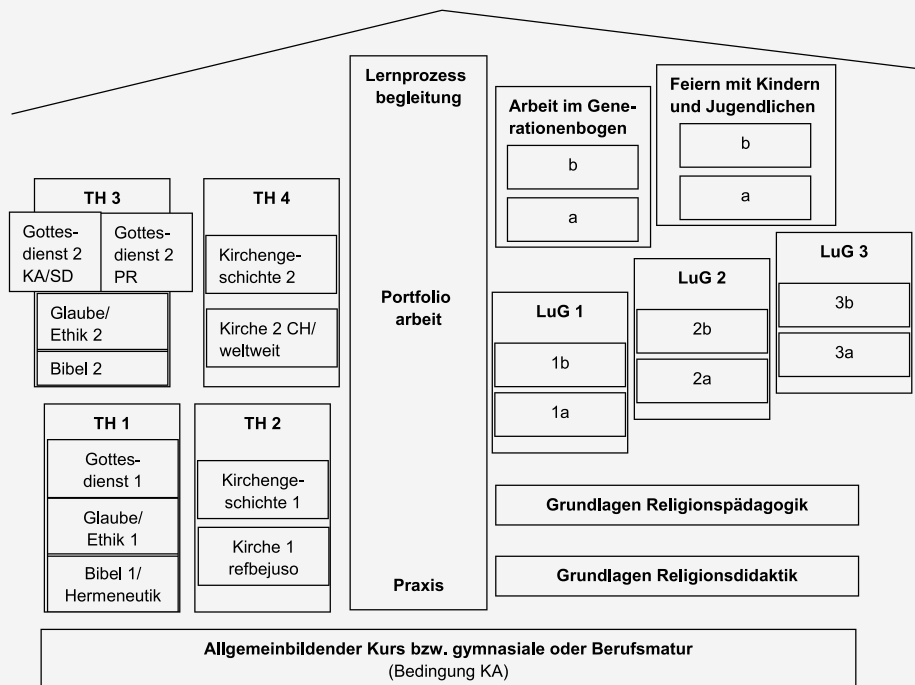 Lernprozess
begleitung
Portfolio
arbeit
Praxis
TH 3
Gottes-
dienst 2
KA/SD
Gottes-
dienst 2
PR
Glaube/
Ethik 2
Bibel 2
TH 4
Kirchenge-
schichte 2
Kirche 2 CH/
weltweit
TH 1
Gottes-
dienst 1
Glaube/
Ethik 1
Bibel 1/
Hermeneutik
TH 2
Kirchenge-
schichte 1
Kirche 1
refbejuso
Arbeit im Gene-
rationenbogen
b
a
Feiern mit Kindern
und Jugendlichen
b
a
LuG 1
1b
1a
LuG 2
2b
2a
LuG 3
3b
3a
Grundlagen Religionspädagogik
Grundlagen Religionsdidaktik
Allgemeinbildender Kurs bzw. gymnasiale oder Berufsmatur
(Bedingung KA)